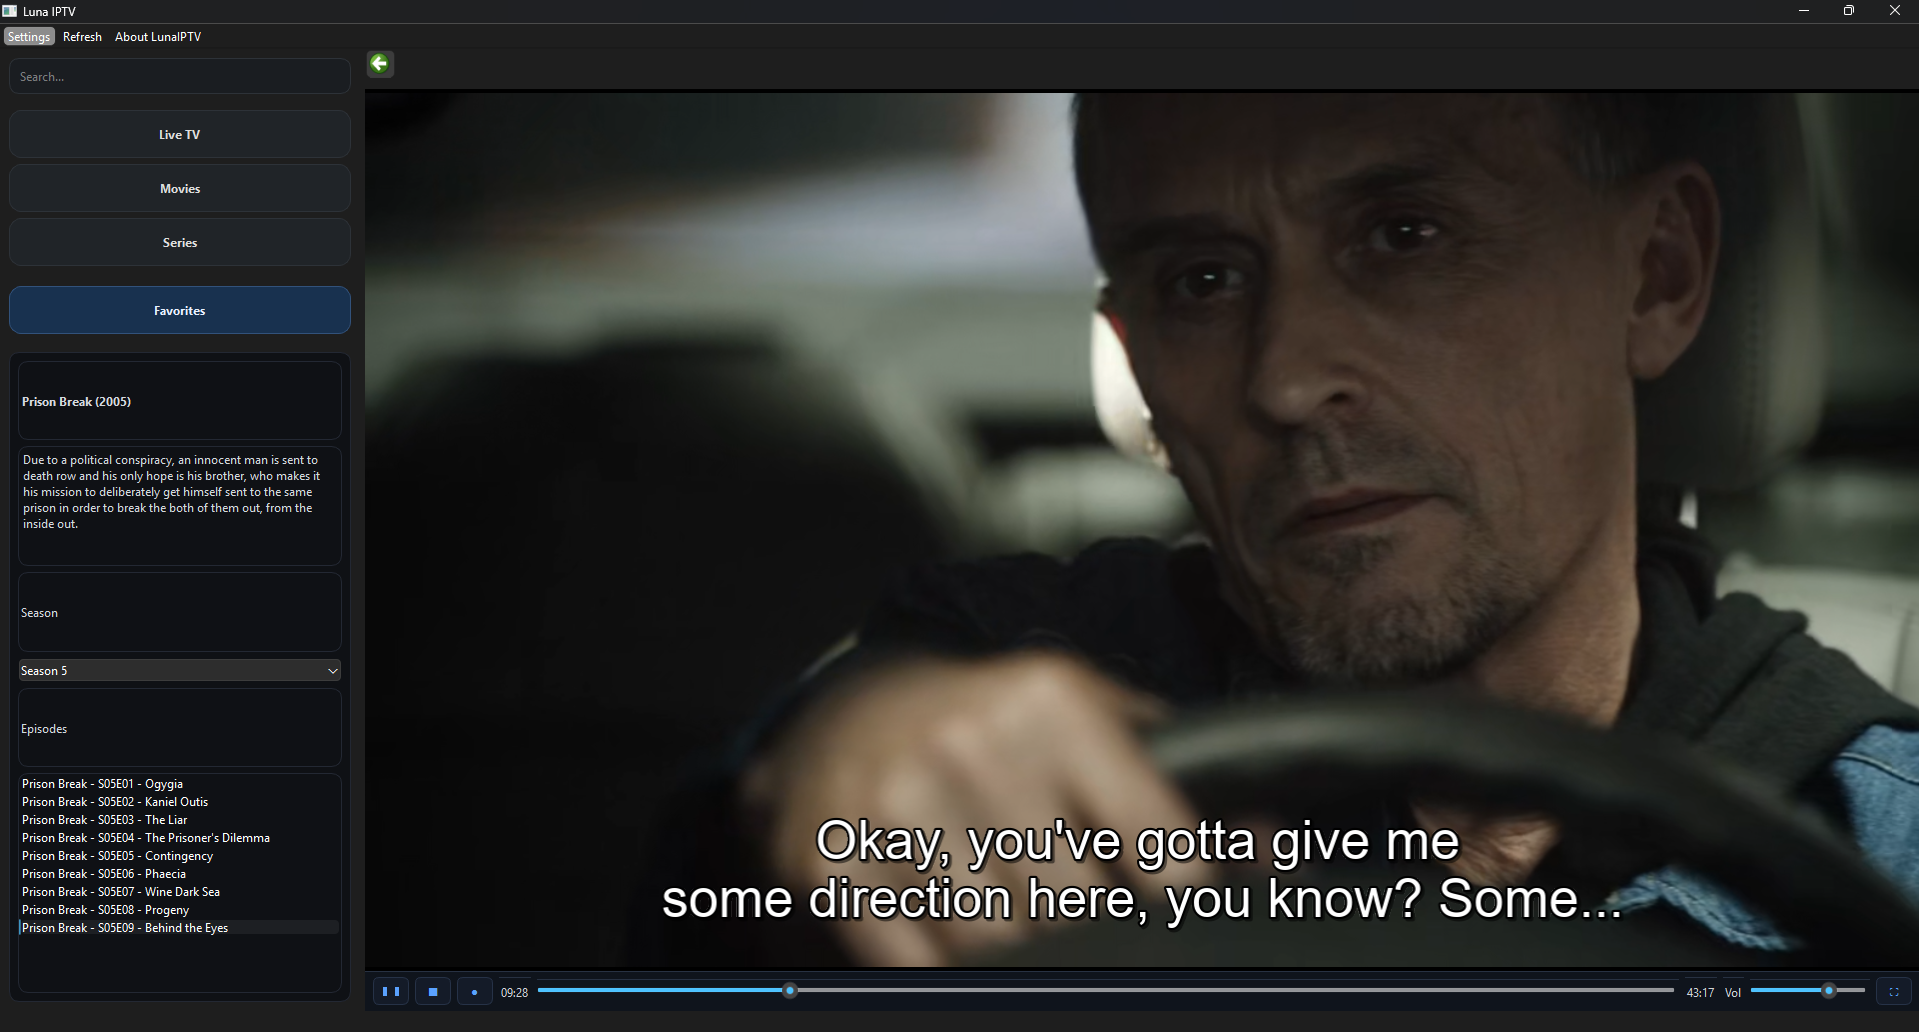 Luna IPTV
Settings Refresh About LunaIPTV
Search...
Live TV
Movies
Series
Favorites
Prison Break (2005)
Due to a political conspiracy, an innocent man is sent to
death row and his only hope is his brother, who makes it
his mission to deliberately get himself sent to the same
prison in order to break the both of them out, from the
inside out.
Season
Season 5
Episodes
Prison Break - S05E01 - Ogygia
Prison Break - S05E02 - Kaniel Outis
Prison Break - S05E03 - The Liar
Prison Break - S05E04 - The Prisoner's Dilemma
Prison Break - S05E05 - Contingency
Prison Break - S05E06 - Phaecia
Prison Break - S05E07 - Wine Dark Sea
Prison Break - S05E08 - Progeny
Prison Break - S05E09 - Behind the Eyes
Okay, you've gotta give me
some direction here, you know? Some...
09:28 43:17 Vol